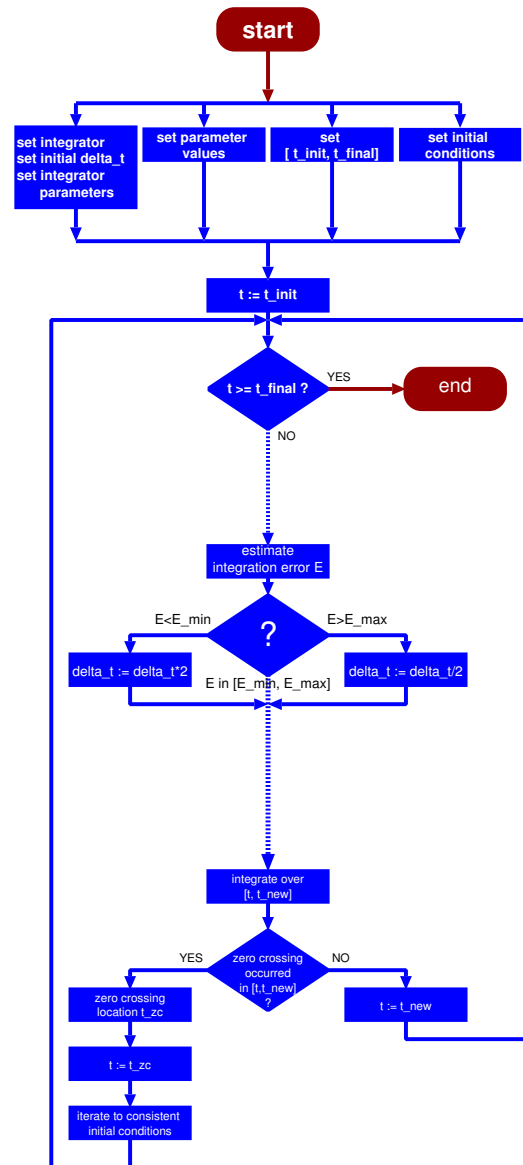 start
set integrator
set initial delta_t
set integrator
parameters
set parameter
values
set
[ t_init, t_final]
set initial
conditions
t := t_init
t >= t_final ?
YES
end
NO
estimate
integration error E
E<E_min
?
E>E_max
delta_t := delta_t*2
E in [E_min, E_max]
delta_t := delta_t/2
integrate over
[t, t_new]
YES
zero crossing
occurred
in [t,t_new]
?
NO
zero crossing
location t_zc
t := t_new
t := t_zc
iterate to consistent
initial conditions